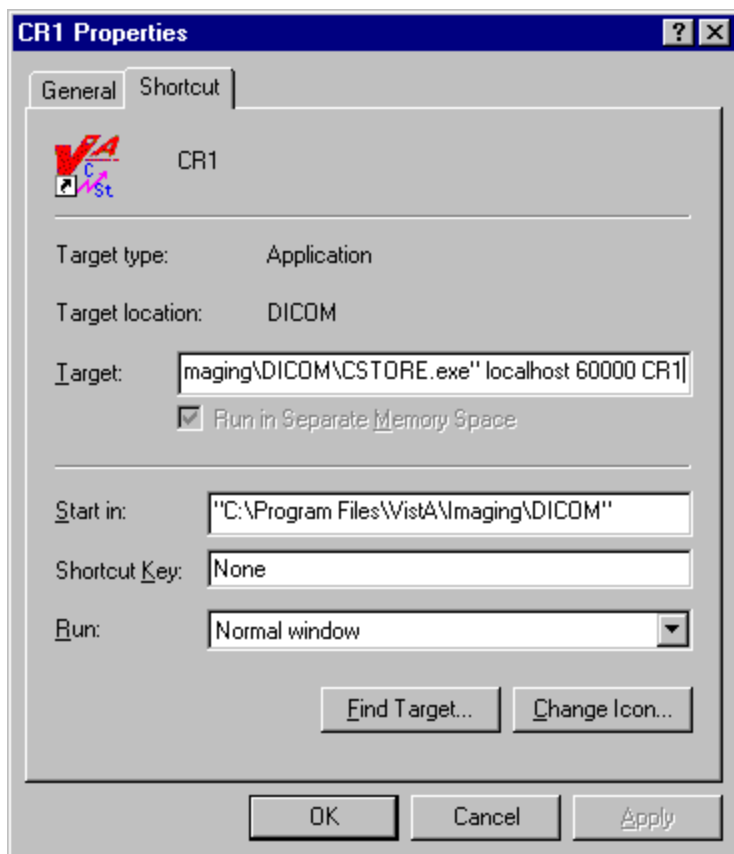 CR1 Properties
General Shortcut
VA
C
St.
CR1
Target type: Application
Target location: DICOM
Target: maging\DICOM\CSTORE.exe" localhost 60000 CR1
Run in Separate Memory Space
Start in: "C:\Program Files\VistA\Imaging\DICOM"
Shortcut Key: None
Run: Normal window
Find Target... Change Icon...
OK Cancel Apply